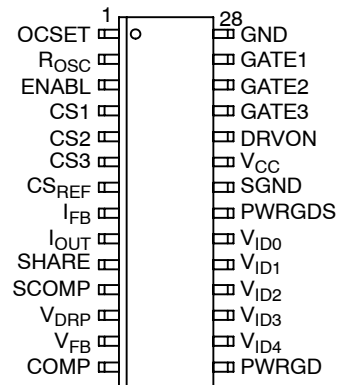 1 28
OCSET GND
ROSC GATE1
ENABL GATE2
CS1 GATE3
CS2 DRVON
CS3 VCC
CSREF SGND
IFB PWRGDS
IOUT VID0
SHARE VID1
SCOMP VID2
VDRP VID3
VFB VID4
COMP PWRGD